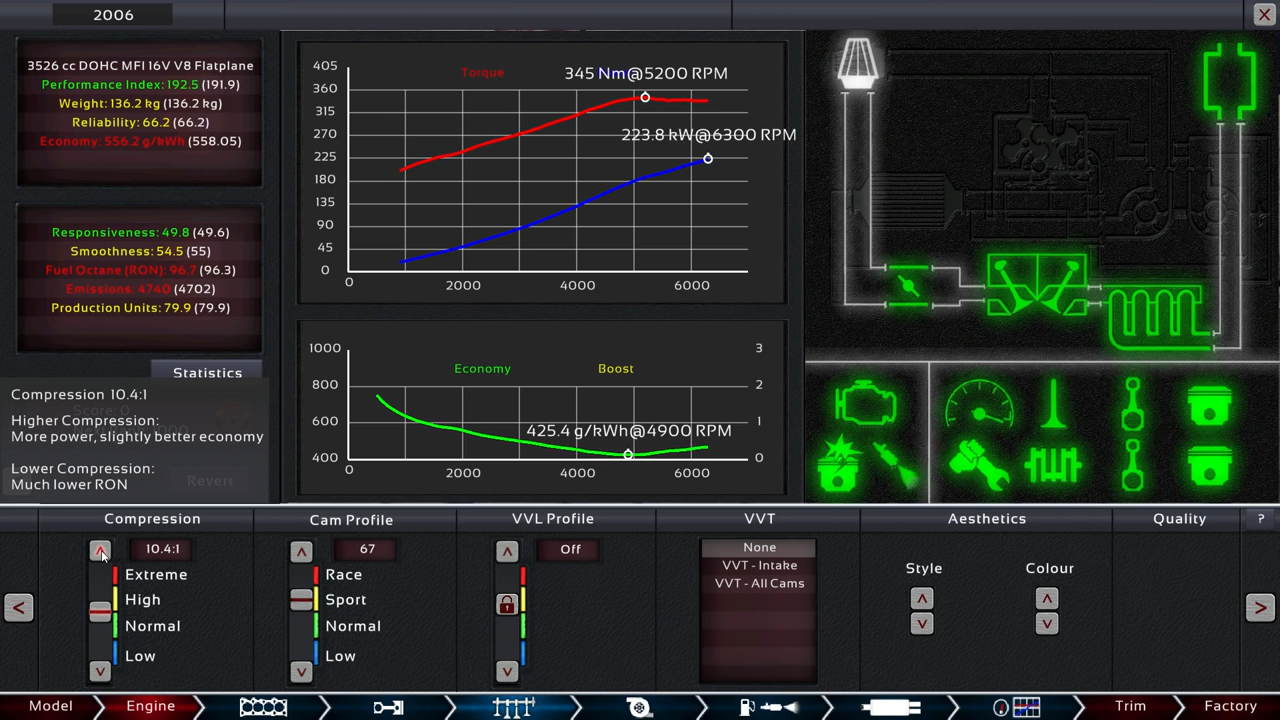 2006
X
3526 cc DOHC MFI 16V V8 Flatplane
Performance Index: 192.5 (191.9)
Weight: 136.2 kg (136.2 kg)
Reliability: 66.2 (66.2)
Economy: 556.2 g/kWh (558.05)
Responsiveness: 49.8 (49.6)
Smoothness: 54.5 (55)
Fuel Octane (RON): 96.7 (96.3)
Emissions: 4740 (4702)
Production Units: 79.9 (79.9)
Statistics
Compression 10.4:1
Higher Compression:
More power, slightly better economy
Lower Compression:
Much lower RON
Revert
405
360
315
270
225
180
135
90
45
0
Torque
345 Nm@5200 RPM
223.8 kW@6300 RPM
0 2000 4000 6000
1000
800
600
400
Economy Boost
425.4 g/kWh@4900 RPM
3
2
1
0
0 2000 4000 6000
Compression Cam Profile VVL Profile VVT Aesthetics Quality ?
10.4:1
Extreme
High
Normal
Low
67
Race
Sport
Normal
Low
Off
None
VVT - Intake
VVT - All Cams
Style Colour
< >
Model Engine Trim Factory